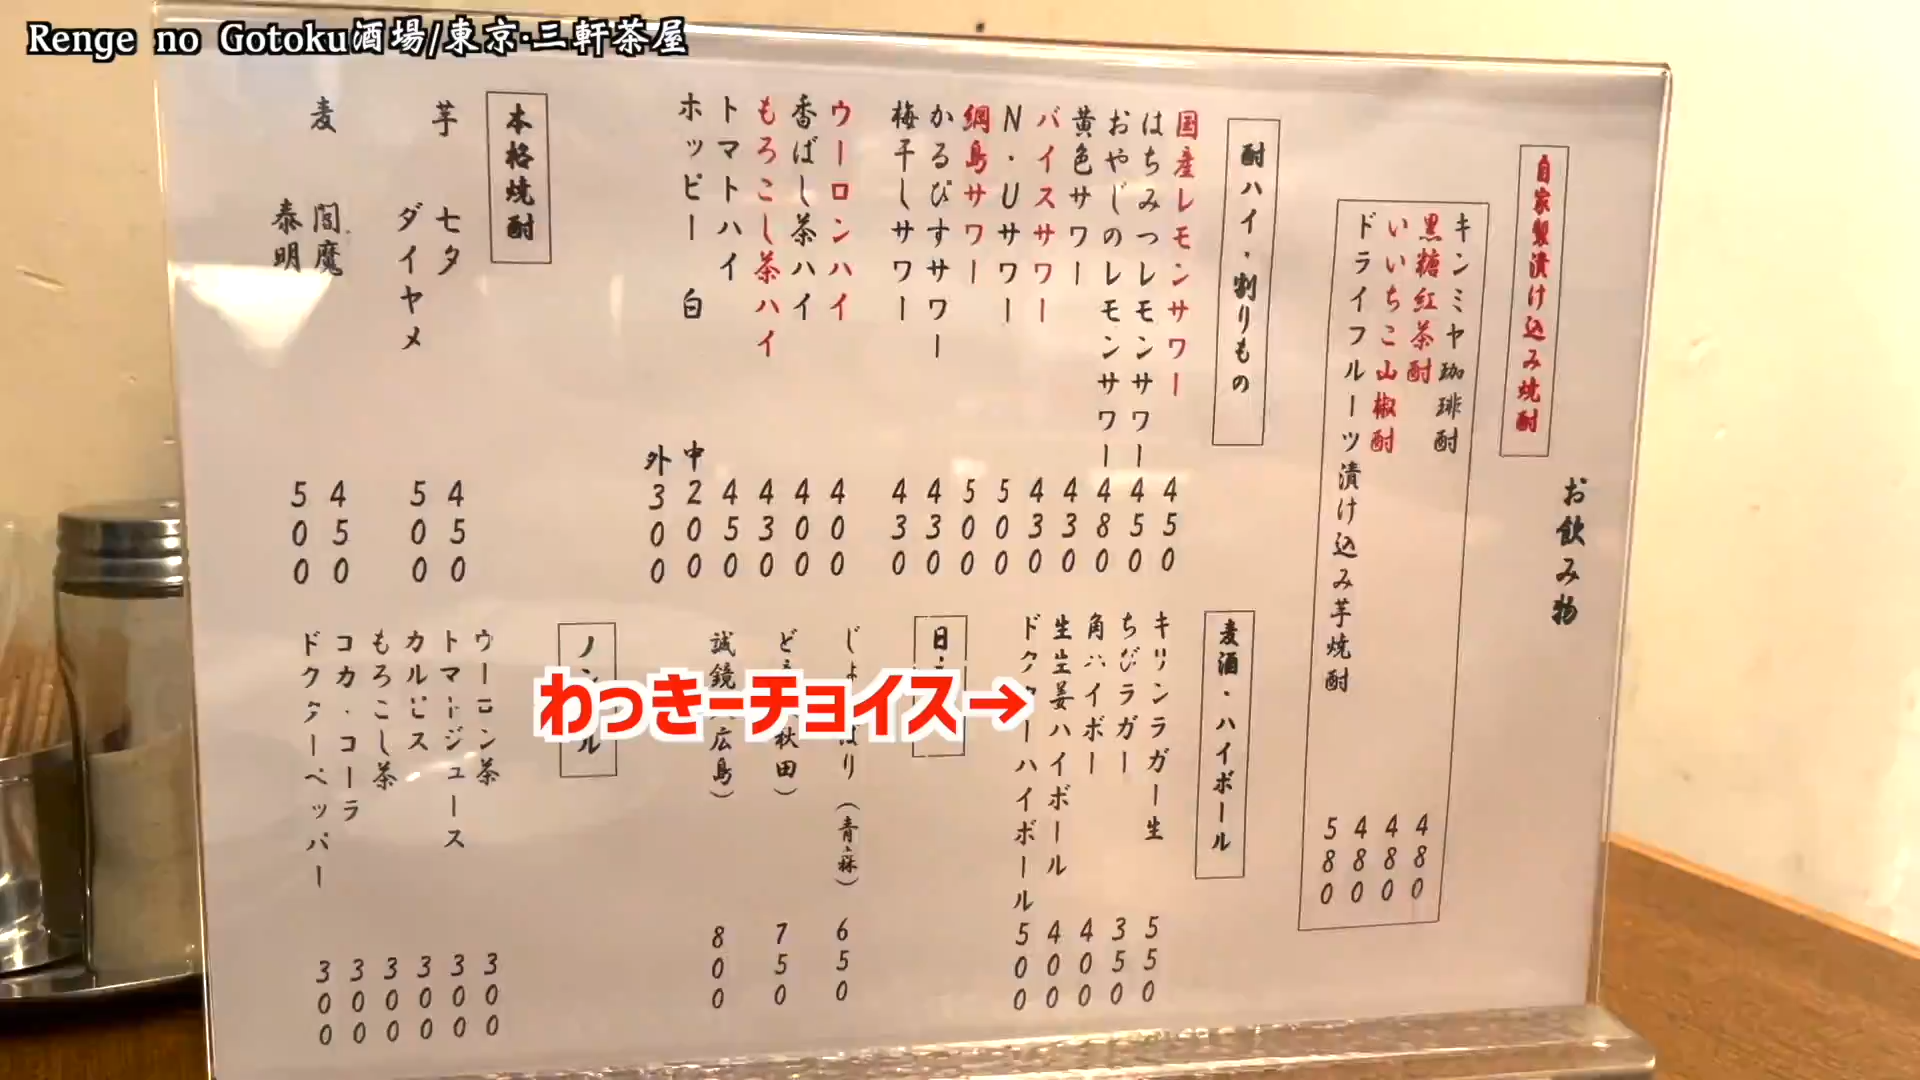 Renge no Gotoku酒場/東京・三軒茶屋
お飲み物
自家製漬け込み焼酎
キンミヤ珈琲酎 480
黒糖紅茶酎 480
いいちこ山椒酎 480
ドライフルーツ漬け込み芋焼酎 580
酎ハイ・割りもの
国産レモンサワー 450
はちみつレモンサワー 450
おやじのレモンサワー 480
黄色サワー 430
バイスサワー 430
N・Uサワー 500
綱島サワー 500
かるぴすサワー 430
梅干しサワー 430
ウーロンハイ 400
香ばし茶ハイ 400
もろこし茶ハイ 430
トマトハイ 450
ホッピー 白 中200
外300
本格焼酎
芋 七夕 450
ダイヤメ 500
麦 閻魔 450
泰明 500
麦酒・ハイボール
キリンラガー生 550
ちびラガー 350
角ハイボー 400
生生姜ハイボール 400
ドクターハイボール 500
日
じょ ばり(青森) 650
ど 秋田) 750
誠鏡 広島) 800
ノン ル
ウーロン茶 300
トマトジュース 300
カルピス 300
もろこし茶 300
コカ・コーラ 300
ドクターペッパー 300
わっきーチョイス→